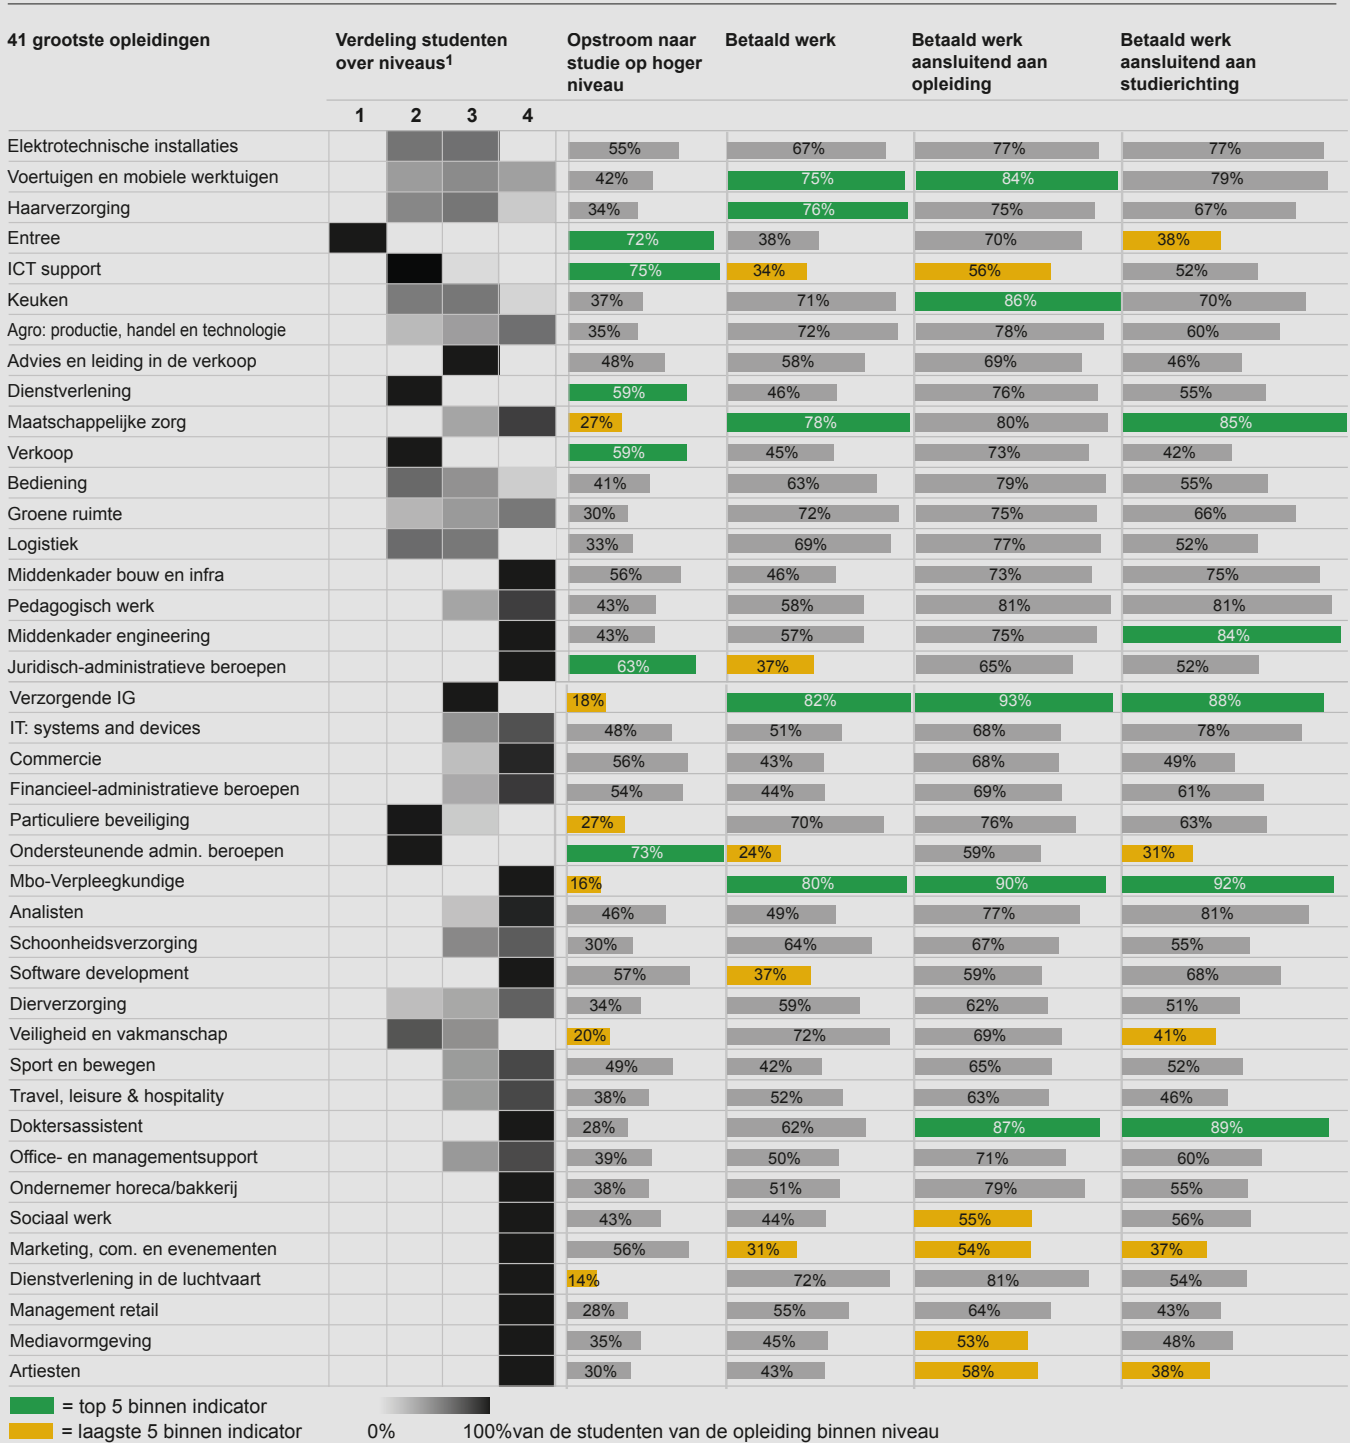 41 grootste opleidingen
Verdeling studenten over niveaus1
Opstroom naar studie op hoger niveau
Betaald werk
Betaald werk aansluitend aan opleiding
Betaald werk aansluitend aan studierichting
1 2 3 4
Elektrotechnische installaties 55% 67% 77% 77%
Voertuigen en mobiele werktuigen 42% 75% 84% 79%
Haarverzorging 34% 76% 75% 67%
Entree 72% 38% 70% 38%
ICT support 75% 34% 56% 52%
Keuken 37% 71% 86% 70%
Agro: productie, handel en technologie 35% 72% 78% 60%
Advies en leiding in de verkoop 48% 58% 69% 46%
Dienstverlening 59% 46% 76% 55%
Maatschappelijke zorg 27% 78% 80% 85%
Verkoop 59% 45% 73% 42%
Bediening 41% 63% 79% 55%
Groene ruimte 30% 72% 75% 66%
Logistiek 33% 69% 77% 52%
Middenkader bouw en infra 56% 46% 73% 75%
Pedagogisch werk 43% 58% 81% 81%
Middenkader engineering 43% 57% 75% 84%
Juridisch-administratieve beroepen 63% 37% 65% 52%
Verzorgende IG 18% 82% 93% 88%
IT: systems and devices 48% 51% 68% 78%
Commercie 56% 43% 68% 49%
Financieel-administratieve beroepen 54% 44% 69% 61%
Particuliere beveiliging 27% 70% 76% 63%
Ondersteunende admin. beroepen 73% 24% 59% 31%
Mbo-Verpleegkundige 16% 80% 90% 92%
Analisten 46% 49% 77% 81%
Schoonheidsverzorging 30% 64% 67% 55%
Software development 57% 37% 59% 68%
Dierverzorging 34% 59% 62% 51%
Veiligheid en vakmanschap 20% 72% 69% 41%
Sport en bewegen 49% 42% 65% 52%
Travel, leisure & hospitality 38% 52% 63% 46%
Doktersassistent 28% 62% 87% 89%
Office- en managementsupport 39% 50% 71% 60%
Ondernemer horeca/bakkerij 38% 51% 79% 55%
Sociaal werk 43% 44% 55% 56%
Marketing, com. en evenementen 56% 31% 54% 37%
Dienstverlening in de luchtvaart 14% 72% 81% 54%
Management retail 28% 55% 64% 43%
Mediavormgeving 35% 45% 53% 48%
Artiesten 30% 43% 58% 38%
= top 5 binnen indicator
= laagste 5 binnen indicator 0% 100%van de studenten van de opleiding binnen niveau